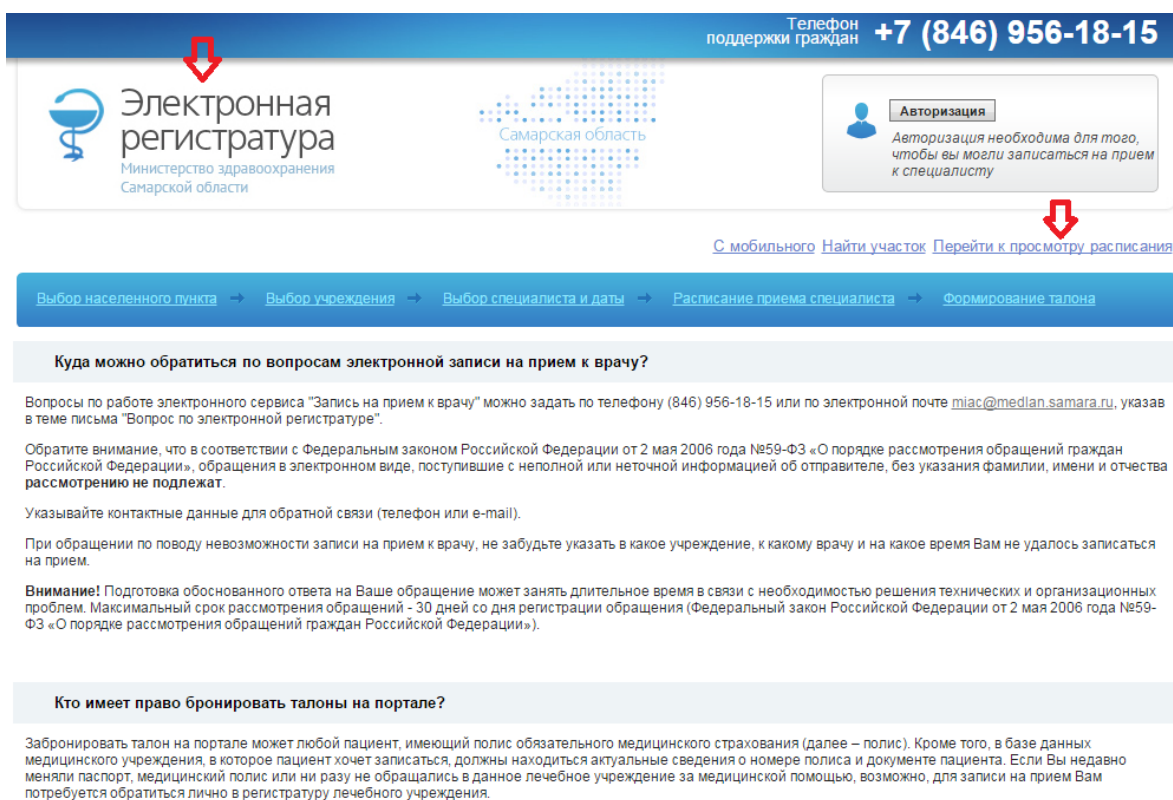 Телефон
поддержки граждан +7 (846) 956-18-15
Электронная
регистратура
Министерство здравоохранения
Самарской области
Самарская область
Авторизация
Авторизация необходима для того,
чтобы вы могли записаться на прием
к специалисту
С мобильного Найти участок Перейти к просмотру расписания
Выбор населенного пункта → Выбор учреждения → Выбор специалиста и даты → Расписание приема специалиста → Формирование талона
Куда можно обратиться по вопросам электронной записи на прием к врачу?
Вопросы по работе электронного сервиса "Запись на прием к врачу" можно задать по телефону (846) 956-18-15 или по электронной почте miac@medlan.samara.ru, указав
в теме письма "Вопрос по электронной регистратуре".
Обратите внимание, что в соответствии с Федеральным законом Российской Федерации от 2 мая 2006 года №59-ФЗ «О порядке рассмотрения обращений граждан
Российской Федерации», обращения в электронном виде, поступившие с неполной или неточной информацией об отправителе, без указания фамилии, имени и отчества
рассмотрению не подлежат.
Указывайте контактные данные для обратной связи (телефон или e-mail).
При обращении по поводу невозможности записи на прием к врачу, не забудьте указать в какое учреждение, к какому врачу и на какое время Вам не удалось записаться
на прием.
Внимание! Подготовка обоснованного ответа на Ваше обращение может занять длительное время в связи с необходимостью решения технических и организационных
проблем. Максимальный срок рассмотрения обращений - 30 дней со дня регистрации обращения (Федеральный закон Российской Федерации от 2 мая 2006 года №59-
ФЗ «О порядке рассмотрения обращений граждан Российской Федерации»).
Кто имеет право бронировать талоны на портале?
Забронировать талон на портале может любой пациент, имеющий полис обязательного медицинского страхования (далее – полис). Кроме того, в базе данных
медицинского учреждения, в которое пациент хочет записаться, должны находиться актуальные сведения о номере полиса и документе пациента. Если Вы недавно
меняли паспорт, медицинский полис или ни разу не обращались в данное лечебное учреждение за медицинской помощью, возможно, для записи на прием Вам
потребуется обратиться лично в регистратуру лечебного учреждения.